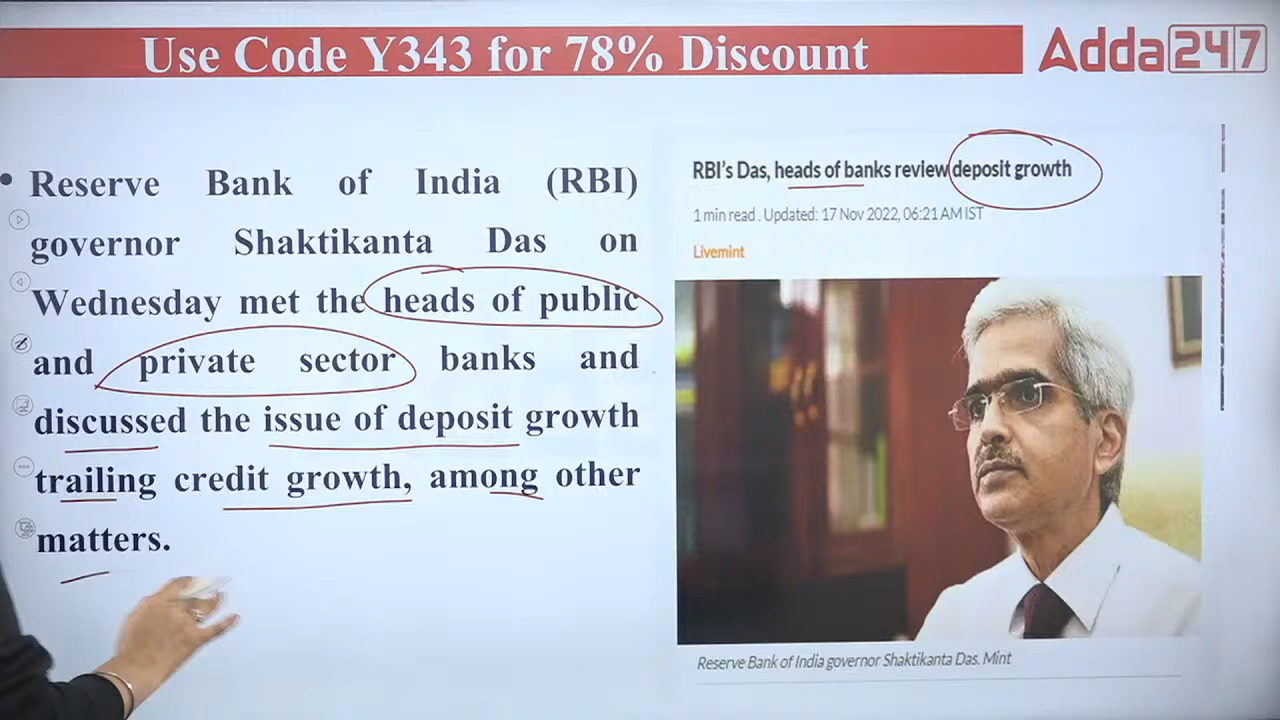 Use Code Y343 for 78% Discount
Adda247
• Reserve Bank of India (RBI)
governor Shaktikanta Das on
Wednesday met the heads of public
and private sector banks and
discussed the issue of deposit growth
trailing credit growth, among other
matters.
RBI's Das, heads of banks review deposit growth
1 min read . Updated: 17 Nov 2022, 06:21 AM IST
Livemint
Reserve Bank of India governor Shaktikanta Das. Mint